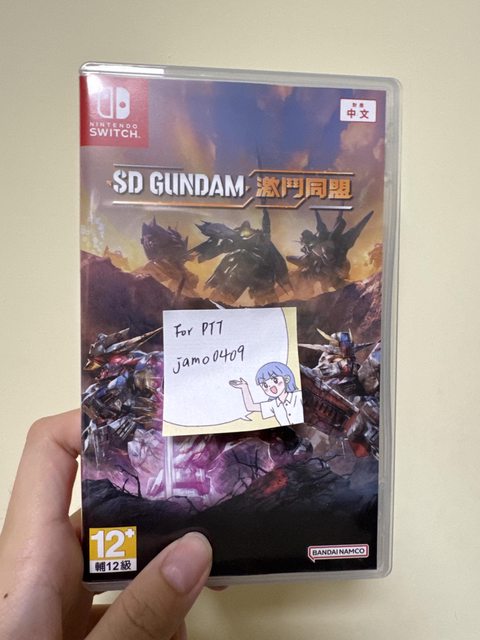 NINTENDO
SWITCH
對應
中文
SD GUNDAM 激鬥同盟
For PTT
jamo0409
12+
輔12級
BANDAI NAMCO